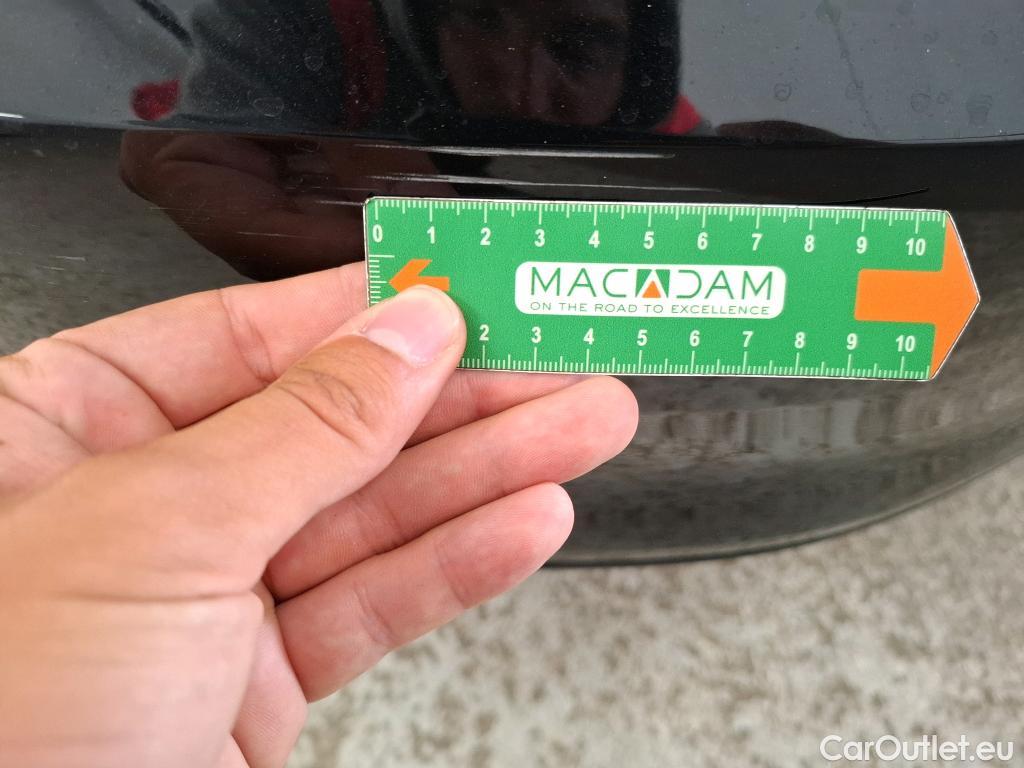 0 1 2 3 4 5 6 7 8 9 10
MACADAM
ON THE ROAD TO EXCELLENCE
2 3 4 5 6 7 8 9 10
CarOutlet.eu